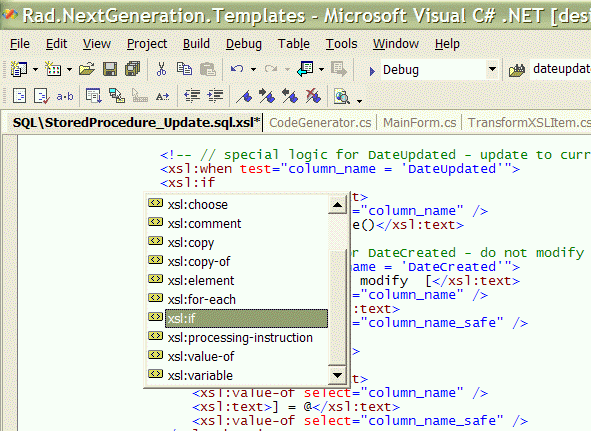 Rad.NextGeneration.Templates - Microsoft Visual C# .NET [des
File Edit View Project Build Debug Table Tools Window Help
Debug dateupdat
SQL\StoredProcedure_Update.sql.xsl* CodeGenerator.cs MainForm.cs TransformXSLItem.cs
<!-- // special logic for DateUpdated - update to curr
<xsl:when test="column_name = 'DateUpdated'">
<xsl:if
xsl:choose
xsl:comment
xsl:copy
xsl:copy-of
xsl:element
xsl:for-each
xsl:if
xsl:processing-instruction
xsl:value-of
xsl:variable
t>
="column_name" />
e()</xsl:text>
r DateCreated - do not modify
ame = 'DateCreated'">
modify [</xsl:text>
="column_name" />
:text>
="column_name_safe" />
>
t>
<xsl:value-of select="column_name" />
<xsl:text>] = @</xsl:text>
<xsl:value-of select="column_name_safe" />